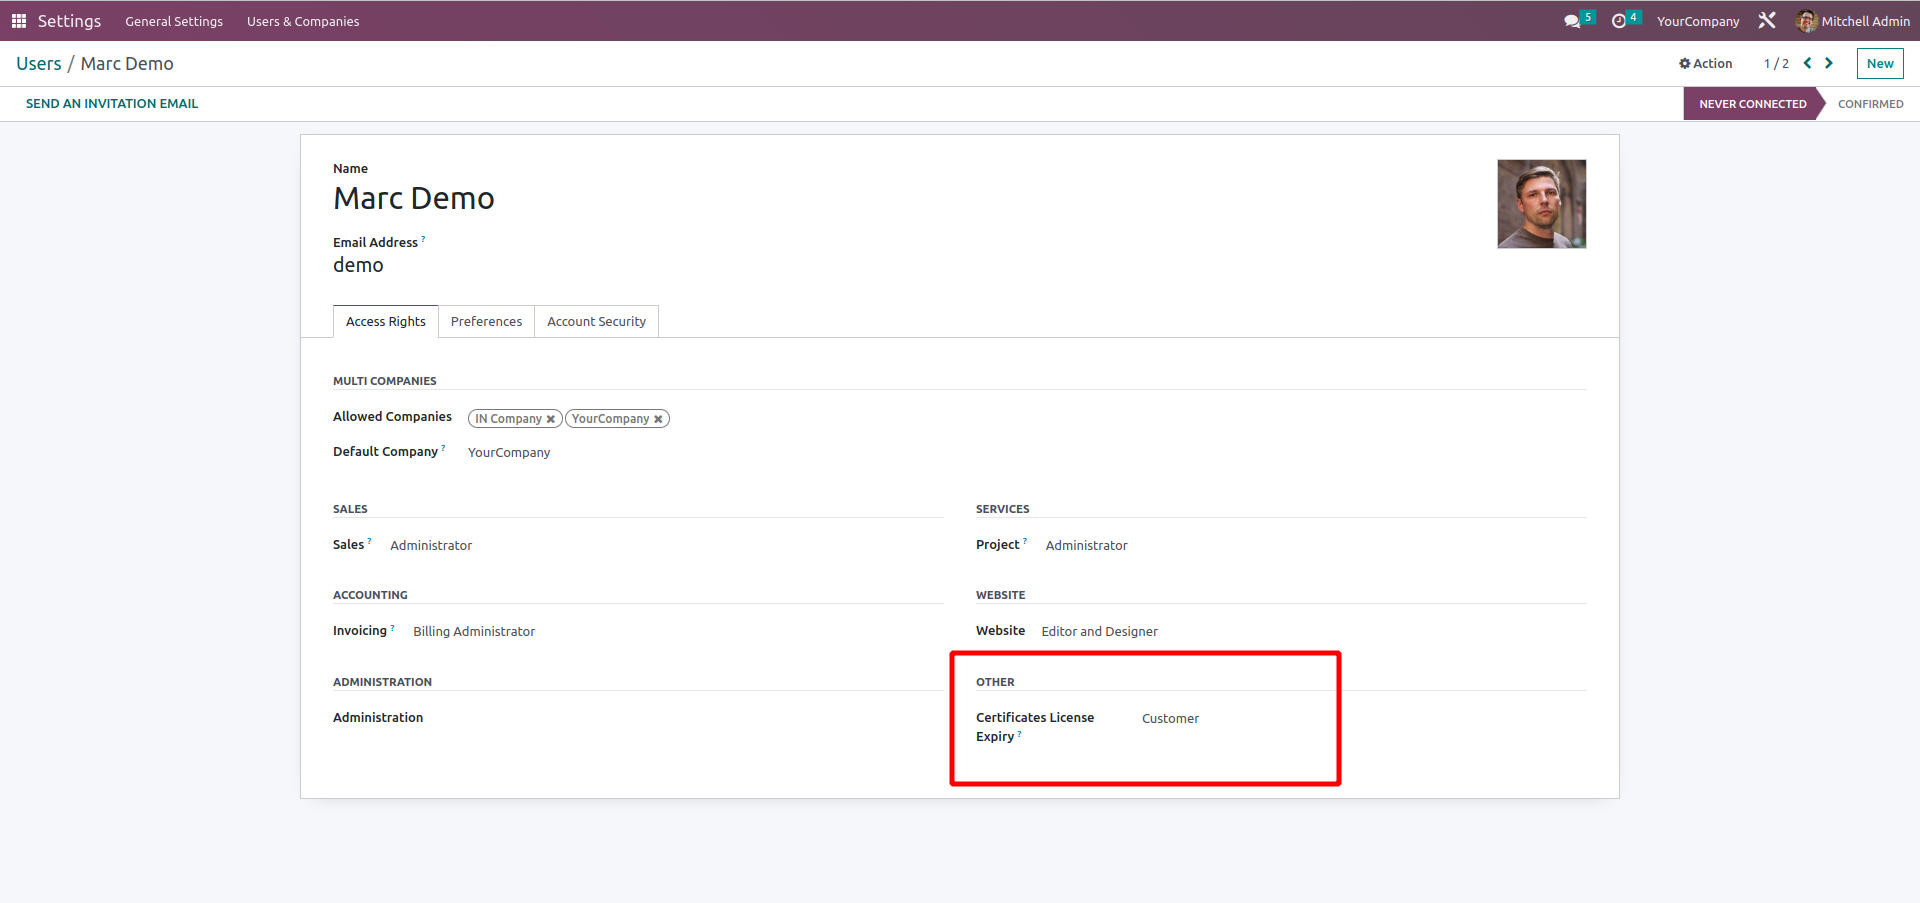 Settings General Settings Users & Companies 5 4 YourCompany Mitchell Admin
Users / Marc Demo Action 1 / 2 New
SEND AN INVITATION EMAIL NEVER CONNECTED CONFIRMED
Name
Marc Demo
Email Address ?
demo
Access Rights Preferences Account Security
MULTI COMPANIES
Allowed Companies IN Company ✖ YourCompany ✖
Default Company ? YourCompany
SALES SERVICES
Sales ? Administrator Project ? Administrator
ACCOUNTING WEBSITE
Invoicing ? Billing Administrator Website Editor and Designer
ADMINISTRATION OTHER
Administration Certificates License Customer
Expiry ?